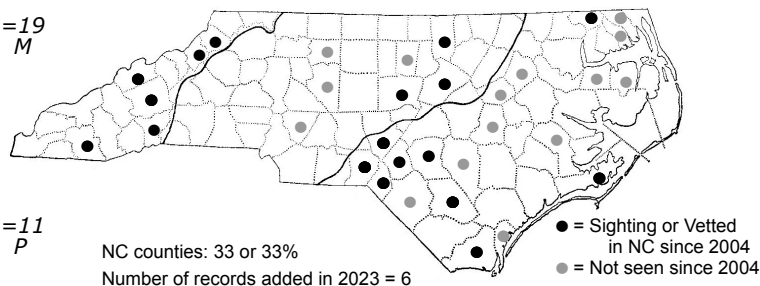 =19
M
=11
P
NC counties: 33 or 33%
Number of records added in 2023 = 6
= Sighting or Vetted
in NC since 2004
= Not seen since 2004